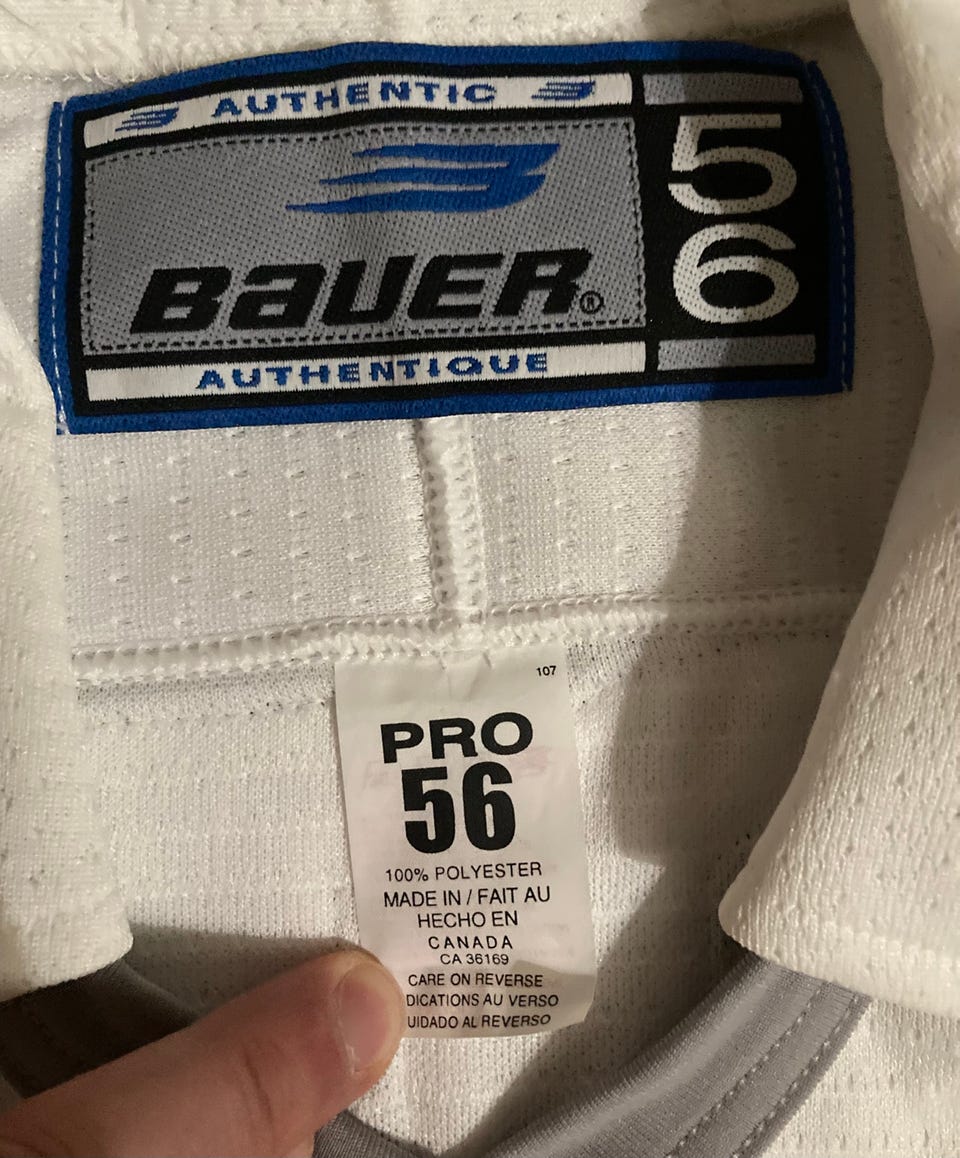 AUTHENTIC
BAUER®
AUTHENTIQUE
56
107
PRO
56
100% POLYESTER
MADE IN / FAIT AU
HECHO EN
CANADA
CA 36169
CARE ON REVERSE
DICATIONS AU VERSO
UIDADO AL REVERSO